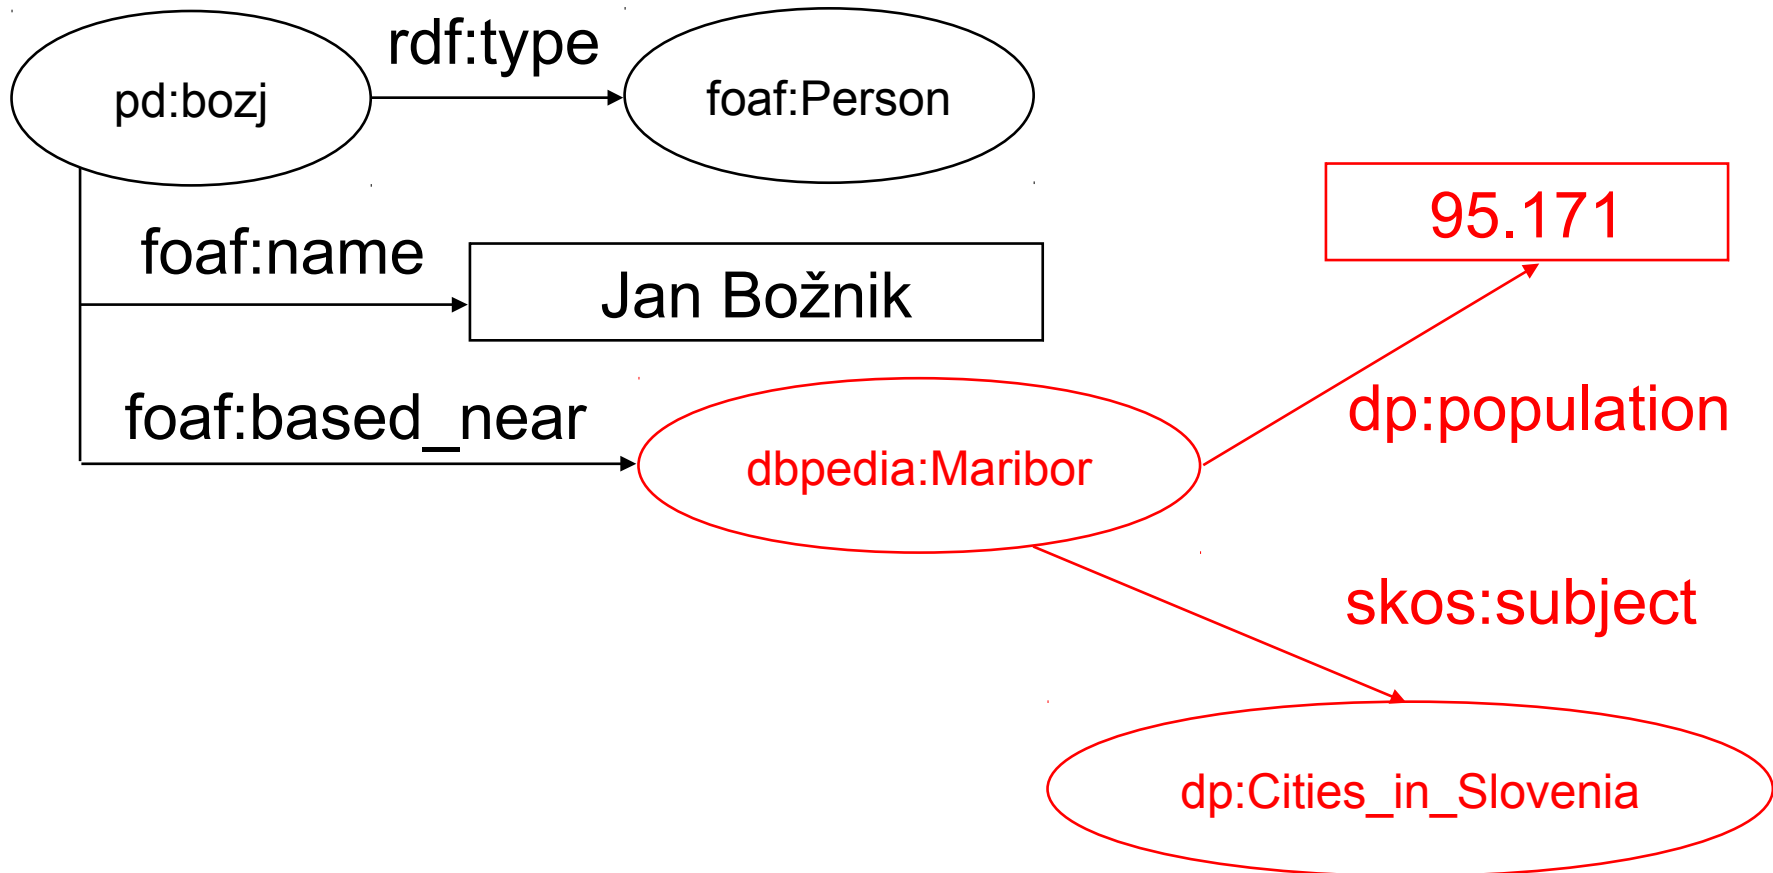 rdf:type
pd:bozj
foaf:Person
95.171
foaf:name
Jan Božnik
foaf:based_near
dp:population
dbpedia:Maribor
skos:subject
dp:Cities_in_Slovenia